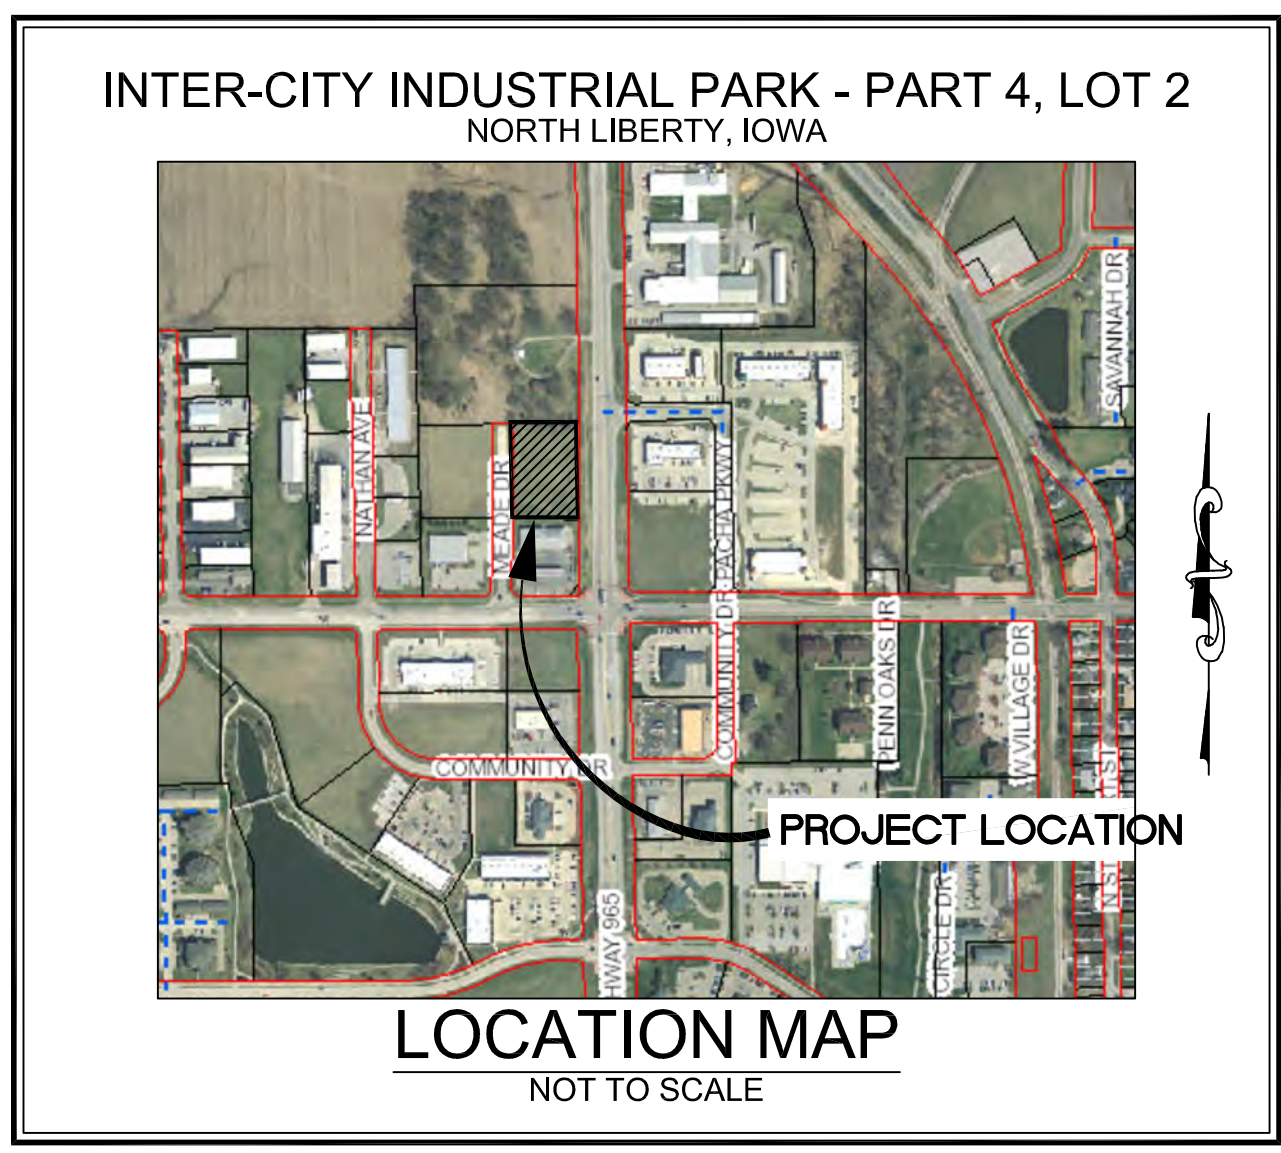 INTER-CITY INDUSTRIAL PARK - PART 4, LOT 2
NORTH LIBERTY, IOWA
SAVANNAH DR
NATHAN AVE
MEADE DR
PACHA PKWY
COMMUNITY DR
PENN OAKS DR
W VILLAGE DR
COMMUNITY DR
PROJECT LOCATION
HWAY 965
CIRCLE DR
LOCATION MAP
NOT TO SCALE